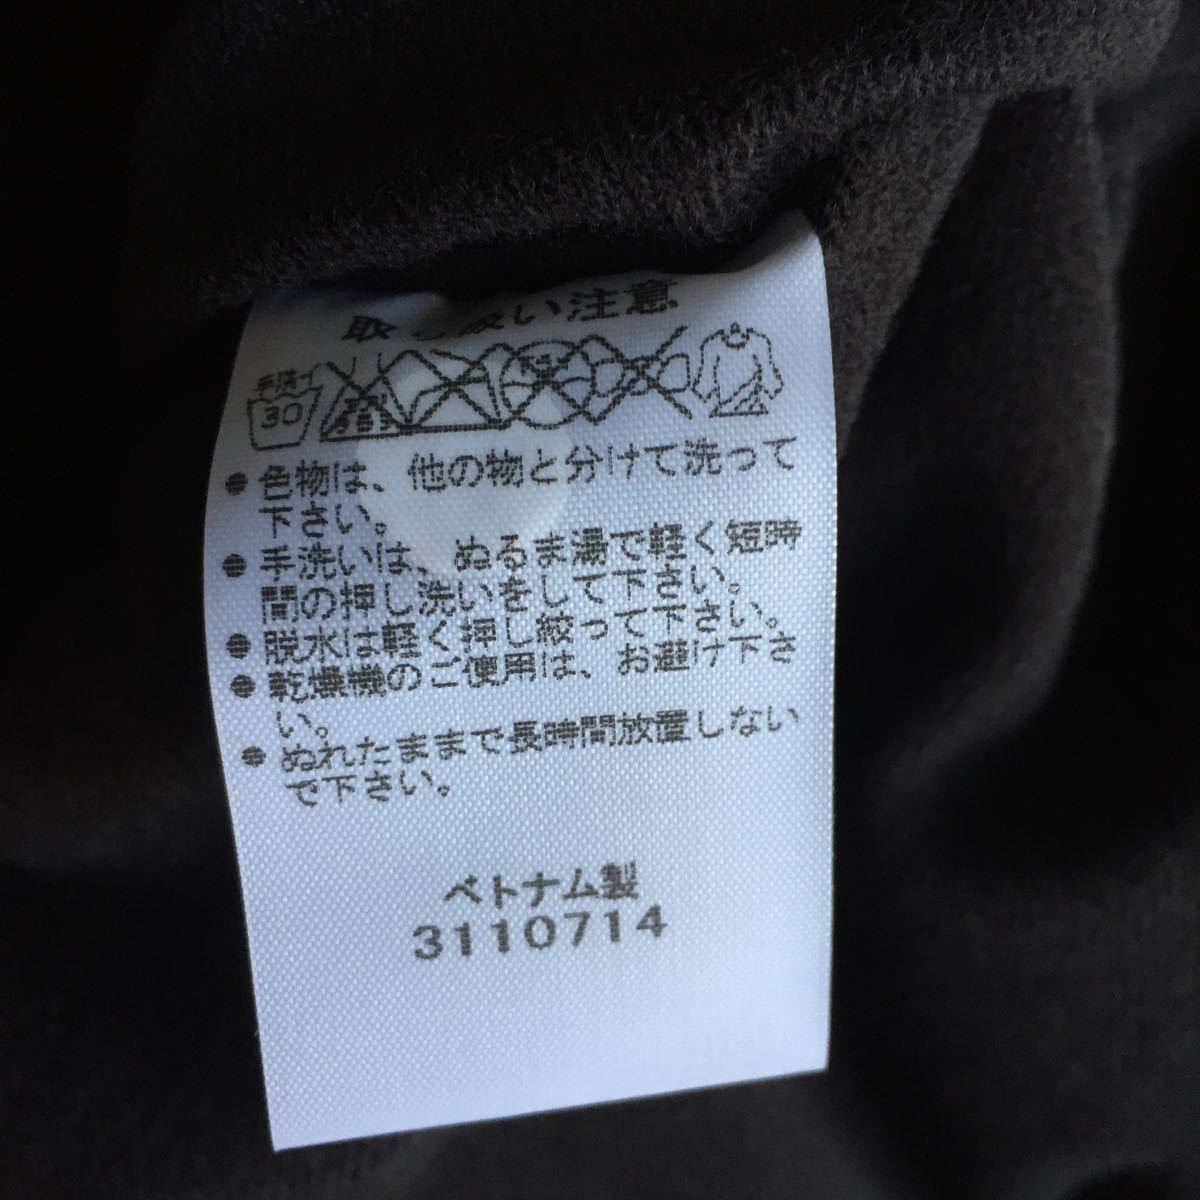 取り扱い注意
手洗イ
30
● 色物は、他の物と分けて洗って
下さい。
● 手洗いは、ぬるま湯で軽く短時
間の押し洗いをして下さい。
● 脱水は軽く押し絞って下さい。
● 乾燥機のご使用は、お避け下さ
い。
● ぬれたままで長時間放置しない
で下さい。
ベトナム製
3110714